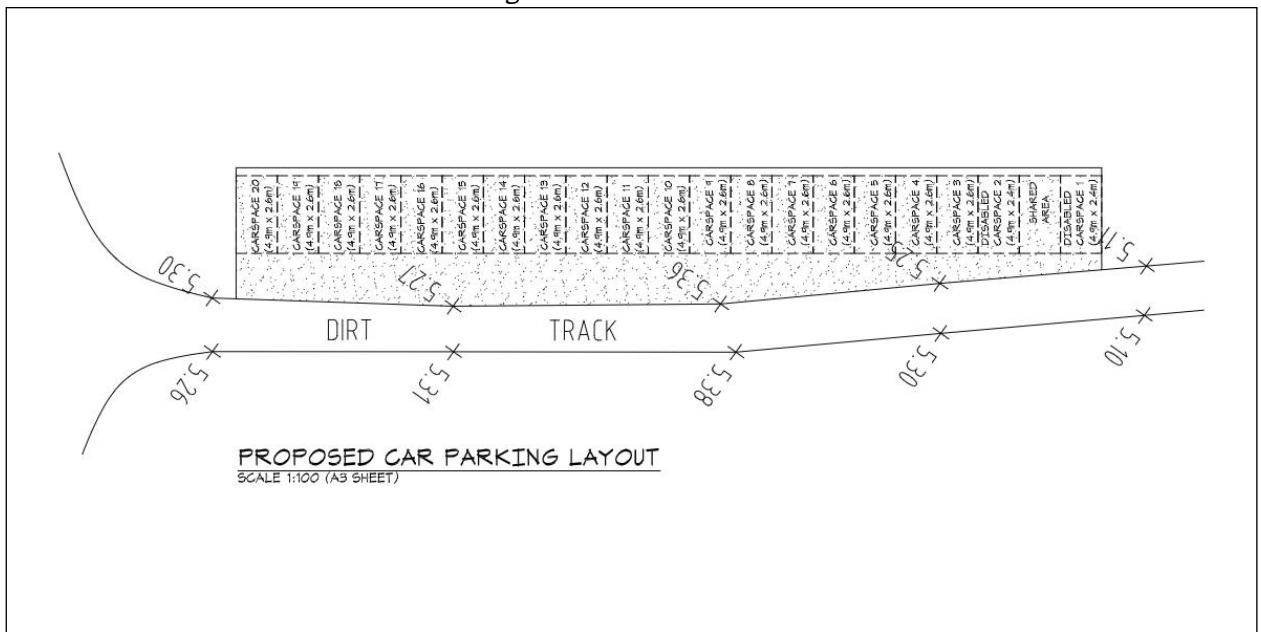 CARSPACE 20
(4.9m x 2.6m)
CARSPACE 19
(4.9m x 2.6m)
CARSPACE 18
(4.9m x 2.6m)
CARSPACE 17
(4.9m x 2.6m)
CARSPACE 16
(4.9m x 2.6m)
CARSPACE 15
(4.9m x 2.6m)
CARSPACE 14
(4.9m x 2.6m)
CARSPACE 13
(4.9m x 2.6m)
CARSPACE 12
(4.9m x 2.6m)
CARSPACE 11
(4.9m x 2.6m)
CARSPACE 10
(4.9m x 2.6m)
CARSPACE 9
(4.9m x 2.6m)
CARSPACE 8
(4.9m x 2.6m)
CARSPACE 7
(4.9m x 2.6m)
CARSPACE 6
(4.9m x 2.6m)
CARSPACE 5
(4.9m x 2.6m)
CARSPACE 4
(4.9m x 2.6m)
CARSPACE 3
(4.9m x 2.6m)
DISABLED
CARSPACE 2
(4.9m x 2.4m)
SHARED
AREA
DISABLED
CARSPACE 1
(4.9m x 2.4m)
5.30
5.27
5.36
5.25
5.11
DIRT TRACK
5.26
5.31
5.38
5.30
5.10
PROPOSED CAR PARKING LAYOUT
SCALE 1:100 (A3 SHEET)